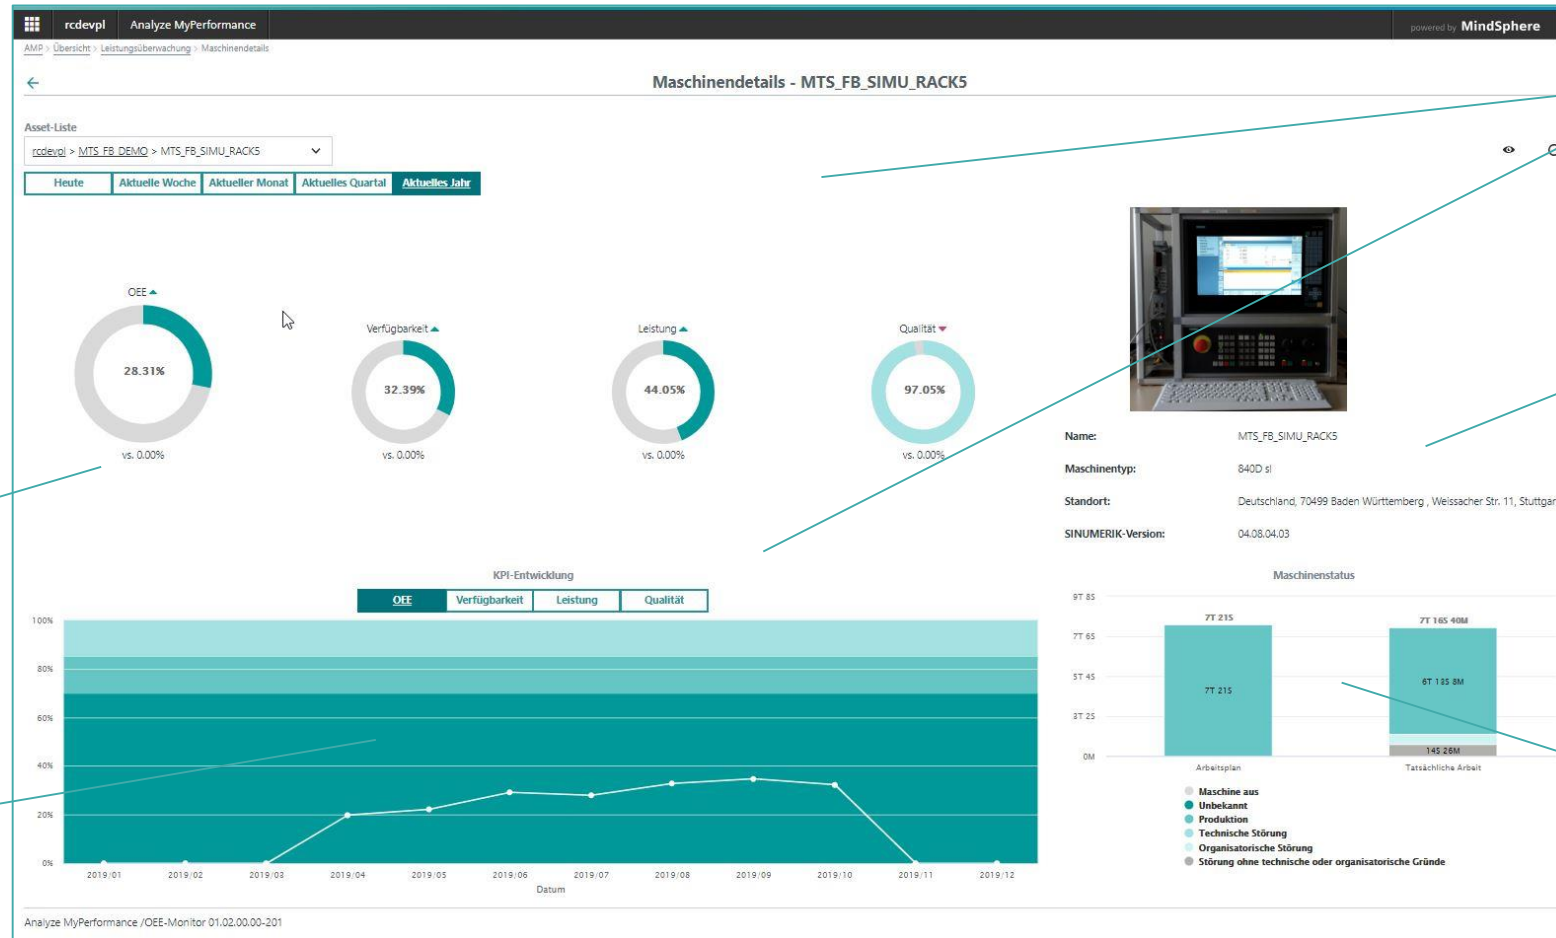 rcdevpl Analyze MyPerformance powered by MindSphere
AMP > Übersicht > Leistungsüberwachung > Maschinendetails
Maschinendetails - MTS_FB_SIMU_RACK5
Asset-Liste
rcdevpl > MTS_FB_DEMO > MTS_FB_SIMU_RACK5
Heute Aktuelle Woche Aktueller Monat Aktuelles Quartal Aktuelles Jahr
OEE
28.31%
vs. 0.00%
Verfügbarkeit
32.39%
vs. 0.00%
Leistung
44.05%
vs. 0.00%
Qualität
97.05%
vs. 0.00%
Name: MTS_FB_SIMU_RACK5
Maschinentyp: 840D sl
Standort: Deutschland, 70499 Baden Württemberg , Weissacher Str. 11, Stuttgar
SINUMERIK-Version: 04.08.04.03
KPI-Entwicklung
OEE Verfügbarkeit Leistung Qualität
100%
80%
60%
40%
20%
0%
2019/01 2019/02 2019/03 2019/04 2019/05 2019/06 2019/07 2019/08 2019/09 2019/10 2019/11 2019/12
Datum
Maschinenstatus
9T 8S
7T 6S
5T 4S
3T 2S
0M
7T 21S
7T 21S
7T 16S 40M
6T 13S 8M
14S 26M
Arbeitsplan Tatsächliche Arbeit
Maschine aus
Unbekannt
Produktion
Technische Störung
Organisatorische Störung
Störung ohne technische oder organisatorische Gründe
Analyze MyPerformance /OEE-Monitor 01.02.00.00-201